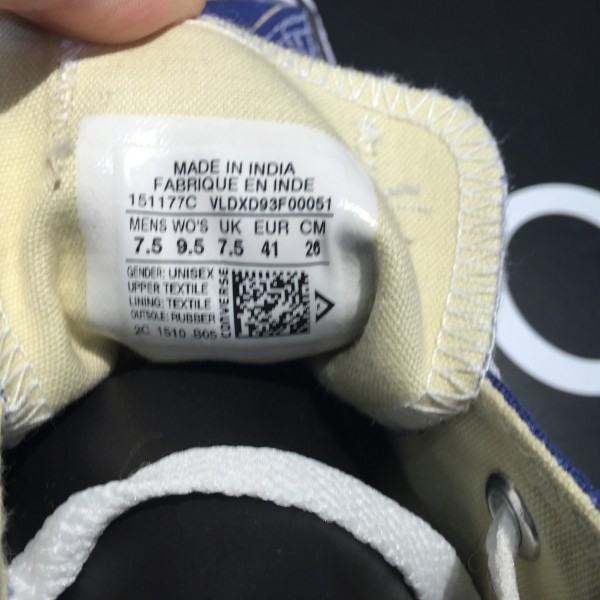 MADE IN INDIA
FABRIQUE EN INDE
151177C VLDXD93F00051
MENS WO'S UK EUR CM
7.5 9.5 7.5 41 26
GENDER: UNISEX
UPPER TEXTILE
LINING: TEXTILE
OUTSOLE: RUBBER
2C 1510 B05
CONVERSE